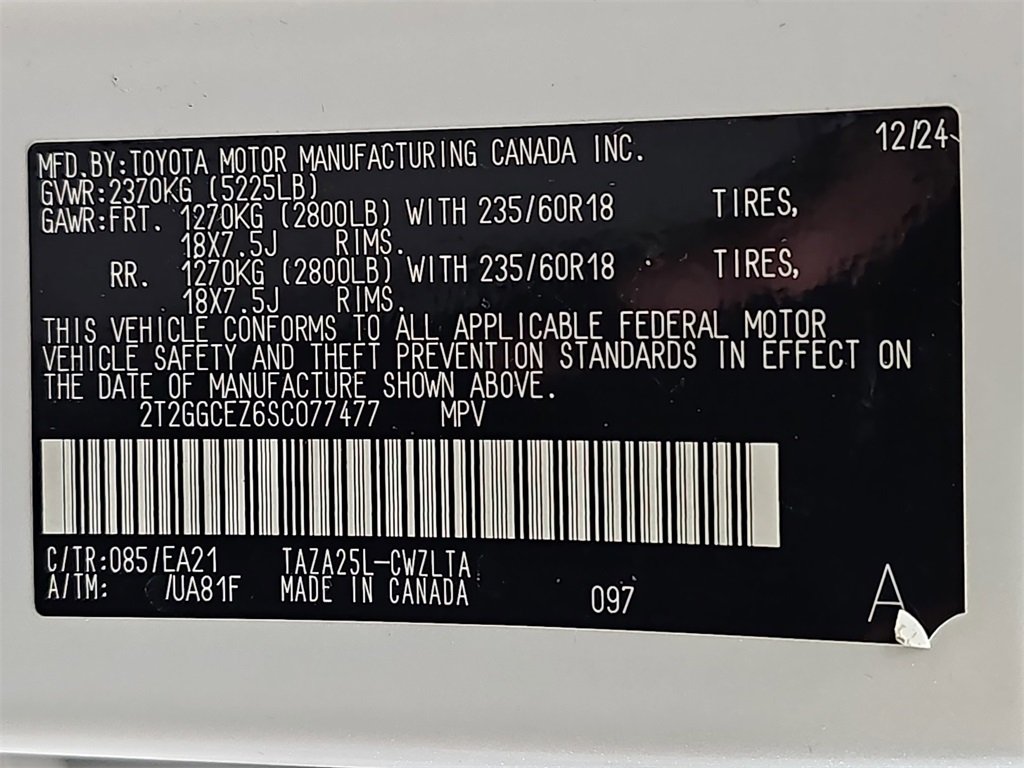 12/24
MFD.BY:TOYOTA MOTOR MANUFACTURING CANADA INC.
GVWR:2370KG (5225LB)
GAWR:FRT. 1270KG (2800LB) WITH 235/60R18 TIRES,
18X7.5J RIMS.
RR. 1270KG (2800LB) WITH 235/60R18 TIRES,
18X7.5J RIMS.
THIS VEHICLE CONFORMS TO ALL APPLICABLE FEDERAL MOTOR
VEHICLE SAFETY AND THEFT PREVENTION STANDARDS IN EFFECT ON
THE DATE OF MANUFACTURE SHOWN ABOVE.
2T2GGCEZ6SC077477 MPV
C/TR:085/EA21 TAZA25L-CWZLTA
A/TM: /UA81F MADE IN CANADA 097 A